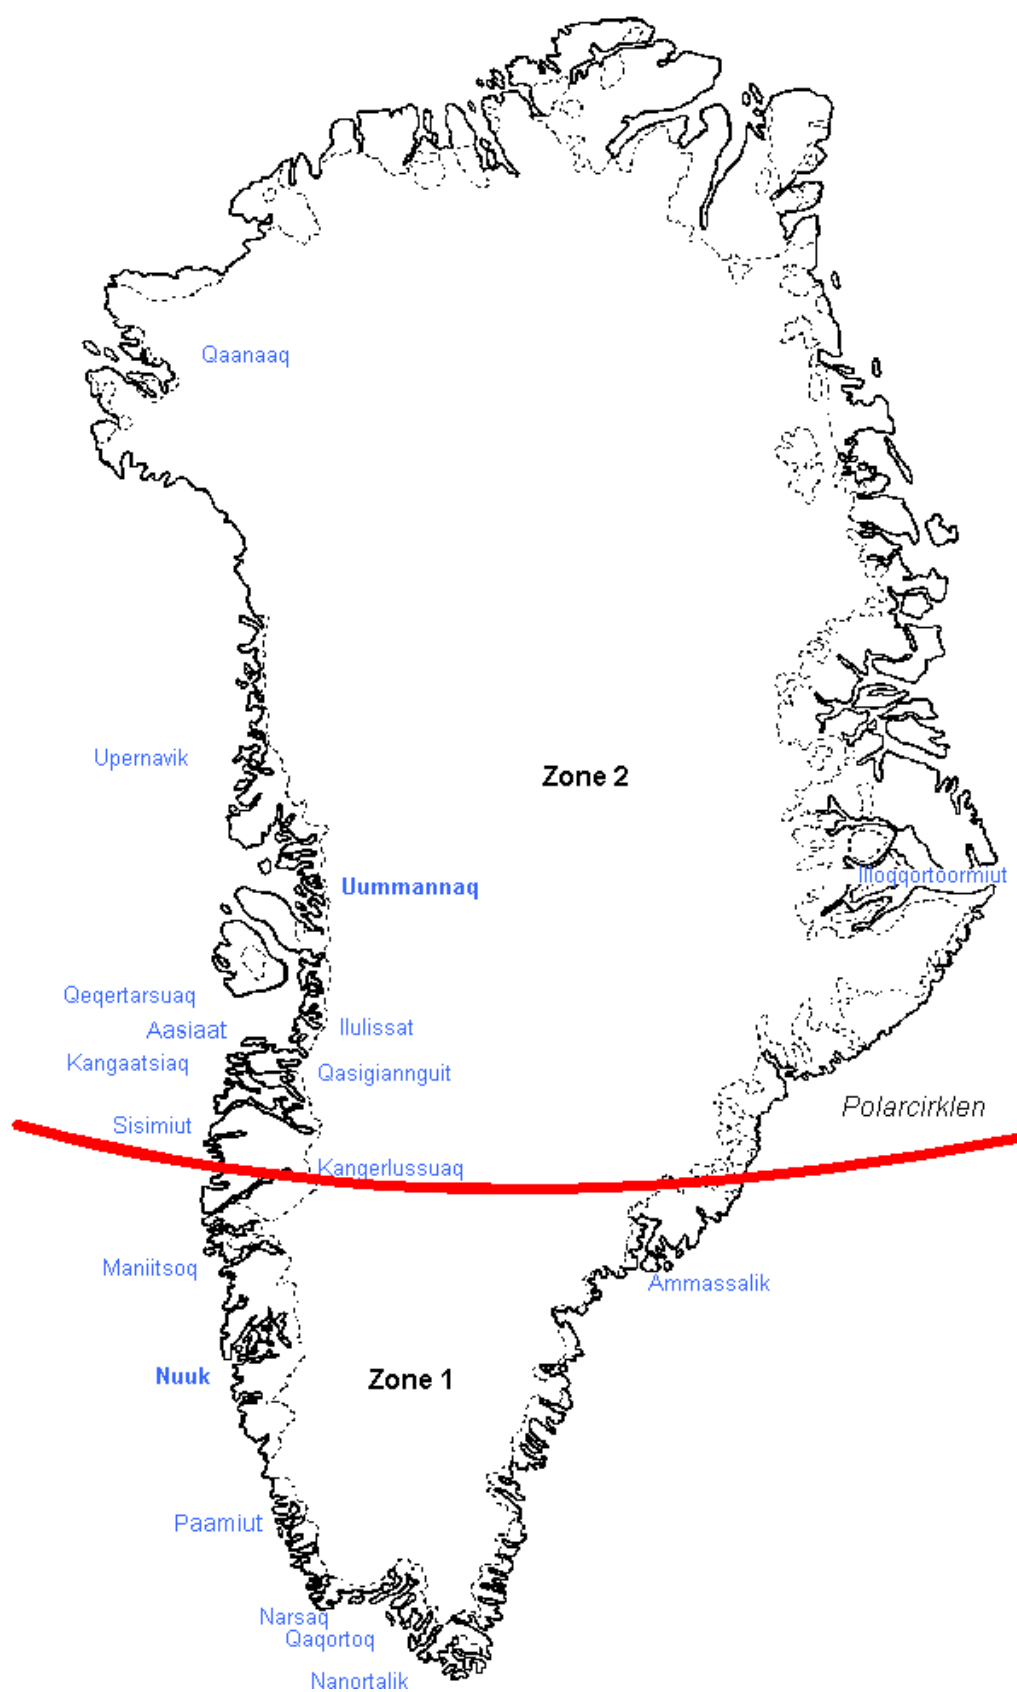 Qaanaaq
Upernavik
Zone 2
Illoqqortoormiut
Uummannaq
Qeqertarsuaq
Aasiaat
Ilulissat
Kangaatsiaq
Qasigiannguit
Polarcirklen
Sisimiut
Kangerlussuaq
Maniitsoq
Ammassalik
Nuuk
Zone 1
Paamiut
Narsaq
Qaqortoq
Nanortalik